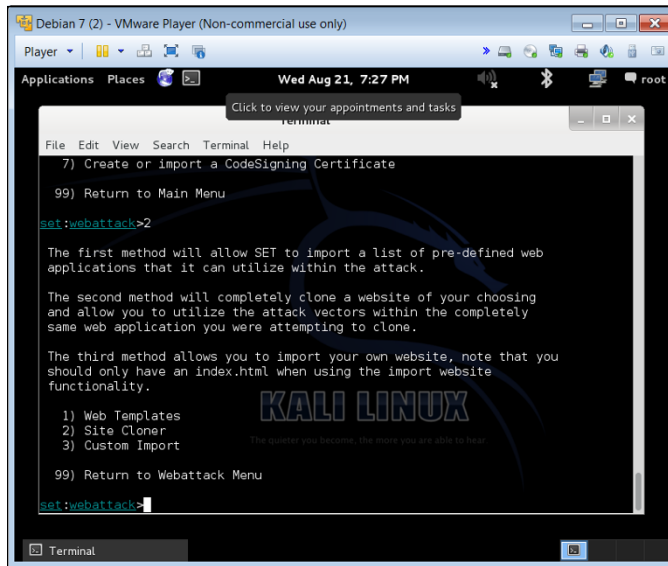 Debian 7 (2) - VMware Player (Non-commercial use only)
Player
Applications Places Wed Aug 21, 7:27 PM root
Click to view your appointments and tasks
Terminal
File Edit View Search Terminal Help
7) Create or import a CodeSigning Certificate
99) Return to Main Menu
set:webattack>2
The first method will allow SET to import a list of pre-defined web
applications that it can utilize within the attack.
The second method will completely clone a website of your choosing
and allow you to utilize the attack vectors within the completely
same web application you were attempting to clone.
The third method allows you to import your own website, note that you
should only have an index.html when using the import website
functionality.
KALI LINUX
1) Web Templates
2) Site Cloner
The quieter you become, the more you are able to hear.
3) Custom Import
99) Return to Webattack Menu
set:webattack>
Terminal